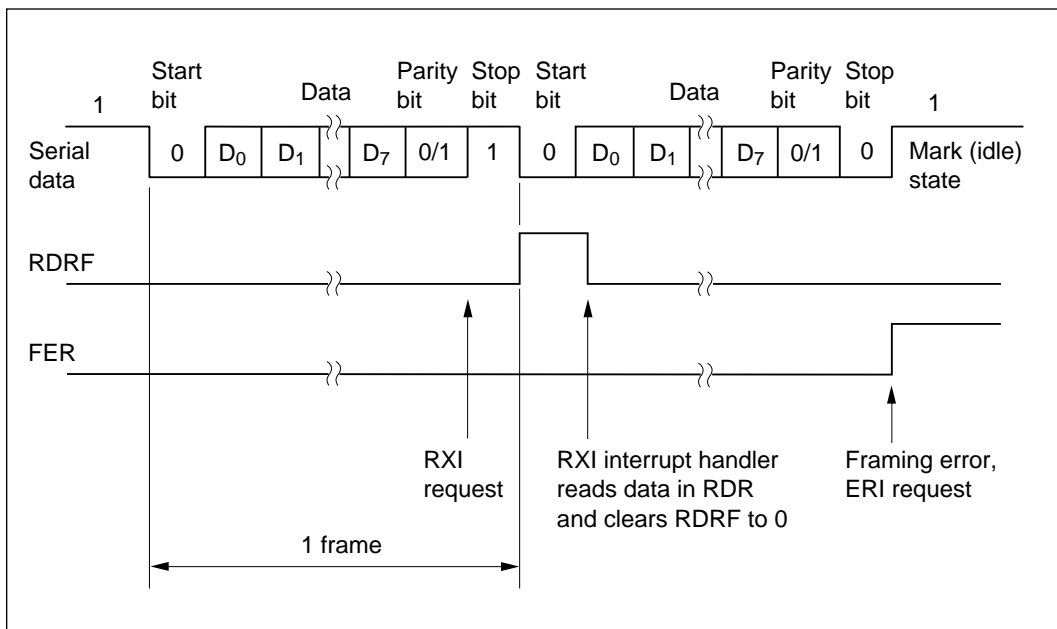 Start
bit
Data
Parity
bit
Stop
bit
Start
bit
Data
Parity
bit
Stop
bit
1
1
Serial
data
0 D0 D1 D7 0/1 1 0 D0 D1 D7 0/1 0
Mark (idle)
state
RDRF
FER
RXI
request
RXI interrupt handler
reads data in RDR
and clears RDRF to 0
Framing error,
ERI request
1 frame